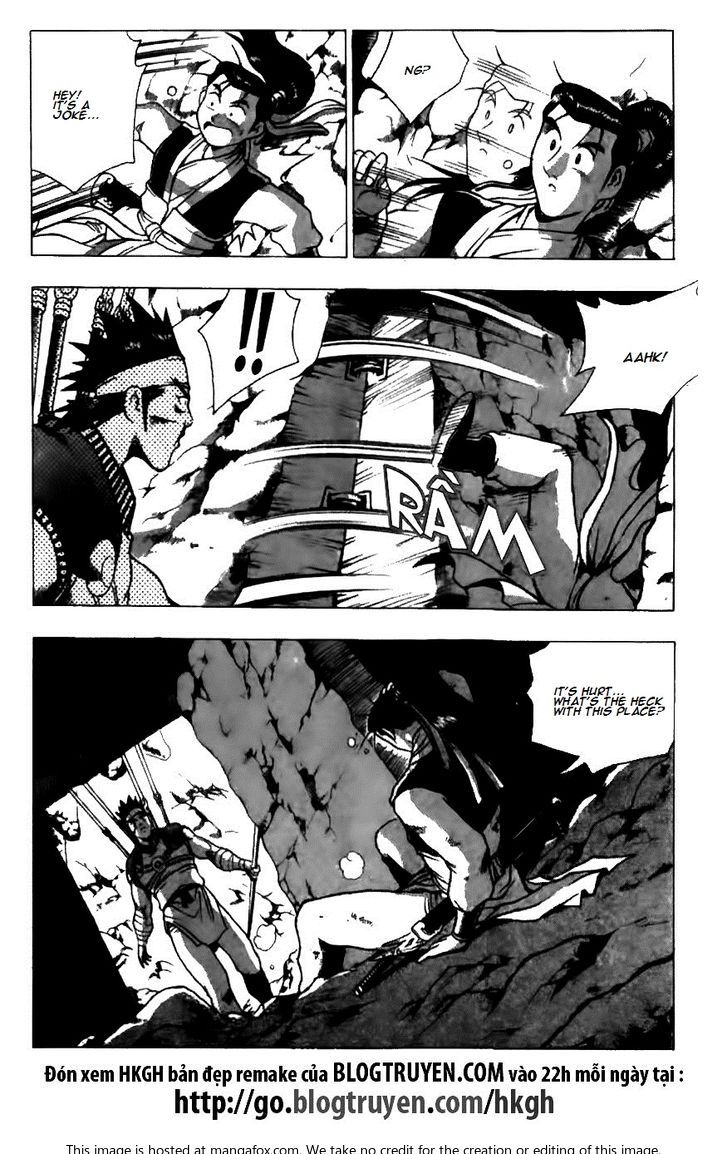 HEY!
IT'S A
JOKE...
NG?
!!
AAHK!
RẦM
IT'S HURT...
WHAT'S THE HECK
WITH THIS PLACE?
Đón xem HKGH bản đẹp remake của BLOGTRUYEN.COM vào 22h mỗi ngày tại :
http://go.blogtruyen.com/hkgh
This image is hosted at mangafox.com. We take no credit for the creation or editing of this image.